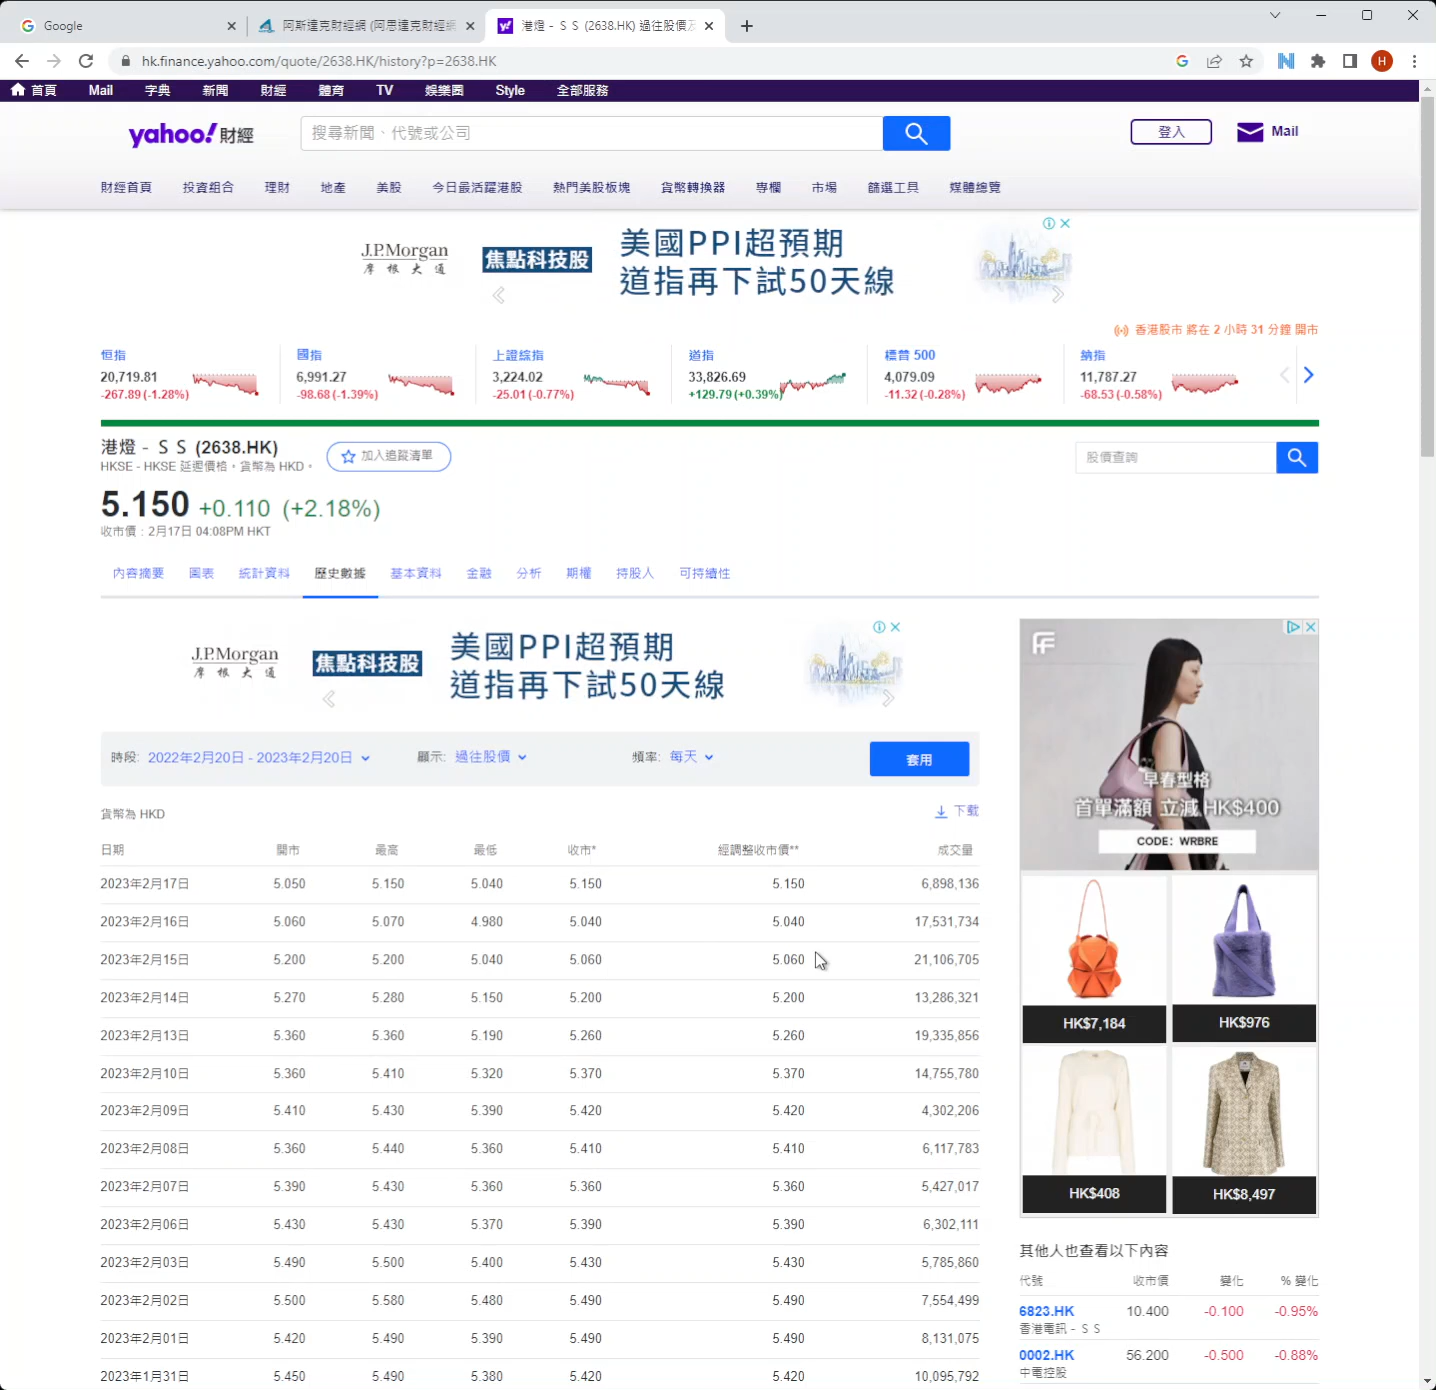 Google
阿斯達克財經網 (阿思達克財經網
港燈 - ＳＳ (2638.HK) 過往股價及
hk.finance.yahoo.com/quote/2638.HK/history?p=2638.HK
H
首頁 Mail 字典 新聞 財經 體育 TV 娛樂圈 Style 全部服務
yahoo!財經
搜尋新聞、代號或公司
登入
Mail
財經首頁 投資組合 理財 地產 美股 今日最活躍港股 熱門美股板塊 貨幣轉換器 專欄 市場 篩選工具 媒體總覽
J.P.Morgan
摩根大通
焦點科技股
美國PPI超預期
道指再下試50天線
香港股市 將在 2 小時 31 分鐘 開市
恒指 國指 上證綜指 道指 標普 500 納指
20,719.81 6,991.27 3,224.02 33,826.69 4,079.09 11,787.27
-267.89 (-1.28%) -98.68 (-1.39%) -25.01 (-0.77%) +129.79 (+0.39%) -11.32 (-0.28%) -68.53 (-0.58%)
港燈 - ＳＳ (2638.HK)
HKSE - HKSE 延遲價格。貨幣為 HKD。
加入追蹤清單
股價查詢
5.150 +0.110 (+2.18%)
收市價：2月17日 04:08PM HKT
內容摘要 圖表 統計資料 歷史數據 基本資料 金融 分析 期權 持股人 可持續性
J.P.Morgan
摩根大通
焦點科技股
美國PPI超預期
道指再下試50天線
時段: 2022年2月20日 - 2023年2月20日 顯示: 過往股價 頻率: 每天 套用
貨幣為 HKD
下載
日期 開市 最高 最低 收市* 經調整收市價** 成交量
2023年2月17日 5.050 5.150 5.040 5.150 5.150 6,898,136
2023年2月16日 5.060 5.070 4.980 5.040 5.040 17,531,734
2023年2月15日 5.200 5.200 5.040 5.060 5.060 21,106,705
2023年2月14日 5.270 5.280 5.150 5.200 5.200 13,286,321
2023年2月13日 5.360 5.360 5.190 5.260 5.260 19,335,856
2023年2月10日 5.360 5.410 5.320 5.370 5.370 14,755,780
2023年2月09日 5.410 5.430 5.390 5.420 5.420 4,302,206
2023年2月08日 5.360 5.440 5.360 5.410 5.410 6,117,783
2023年2月07日 5.390 5.430 5.360 5.360 5.360 5,427,017
2023年2月06日 5.430 5.430 5.370 5.390 5.390 6,302,111
2023年2月03日 5.490 5.500 5.400 5.430 5.430 5,785,860
2023年2月02日 5.500 5.580 5.480 5.490 5.490 7,554,499
2023年2月01日 5.420 5.490 5.390 5.490 5.490 8,131,075
2023年1月31日 5.450 5.490 5.380 5.420 5.420 10,095,792
早春型格
首單滿額 立減 HK$400
CODE: WRBRE
HK$7,184 HK$976
HK$408 HK$8,497
其他人也查看以下內容
代號 收市價 變化 % 變化
6823.HK 10.400 -0.100 -0.95%
香港電訊 - ＳＳ
0002.HK 56.200 -0.500 -0.88%
中電控股